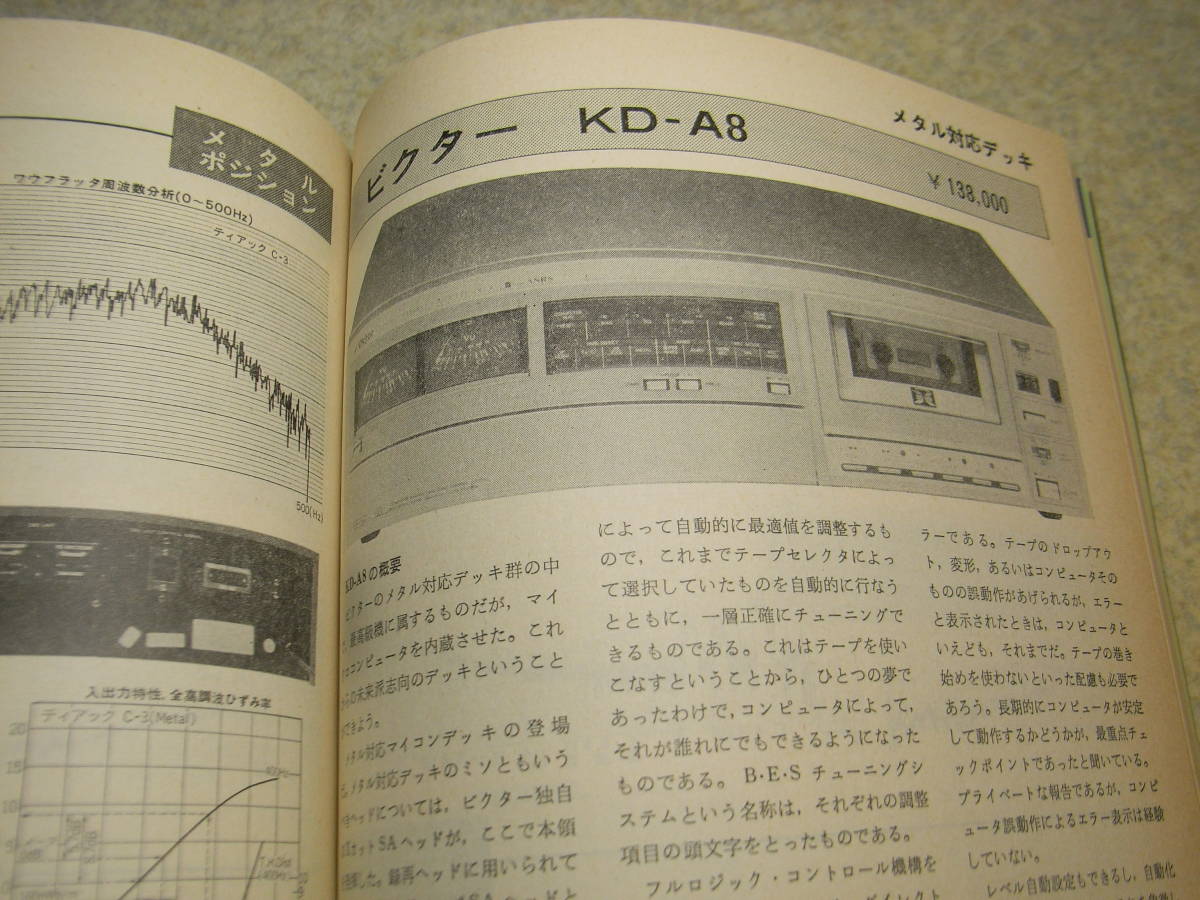 メタル
ポジション
ワウフラッタ周波数分析(0～500Hz)
ティアック C-3
500(Hz)
入出力特性,全高調波ひずみ率
ティアック C-3(Metal)
20
15
10
5
0
400Hz
T.H.D
400Hz
ビクター KD-A8
メタル対応デッキ
￥138,000
ANRS
KD-A8の概要
ビクターのメタル対応デッキ群の中
最高級機に属するものだが，マイ
ロコンピュータを内蔵させた。これ
らの未来派志向のデッキということ
できよう。
メタル対応マイコンデッキの登場
メタル対応デッキのミソともいう
ヘッドについては，ビクター独自
カットSAヘッドが，ここで本領
した。録再ヘッドに用いられて
によって自動的に最適値を調整するも
ので，これまでテープセレクタによっ
て選択していたものを自動的に行なう
とともに，一層正確にチューニングで
きるものである。これはテープを使い
こなすということから，ひとつの夢で
あったわけで，コンピュータによって，
それが誰れにでもできるようになった
ものである。B・E・Sチューニングシ
ステムという名称は，それぞれの調整
項目の頭文字をとったものである。
フルロジック・コントロール機構を
ラーである。テープのドロップアウ
ト，変形，あるいはコンピュータその
ものの誤動作があげられるが，エラー
と表示されたときは，コンピュータと
いえども，それまでだ。テープの巻き
始めを使わないといった配慮も必要で
あろう。長期的にコンピュータが安定
して動作するかどうかが，最重点チェ
ックポイントであったと聞いている。
プライベートな報告であるが，コンピ
ュータ誤動作によるエラー表示は経験
していない。
レベル自動設定もできるし，自動化